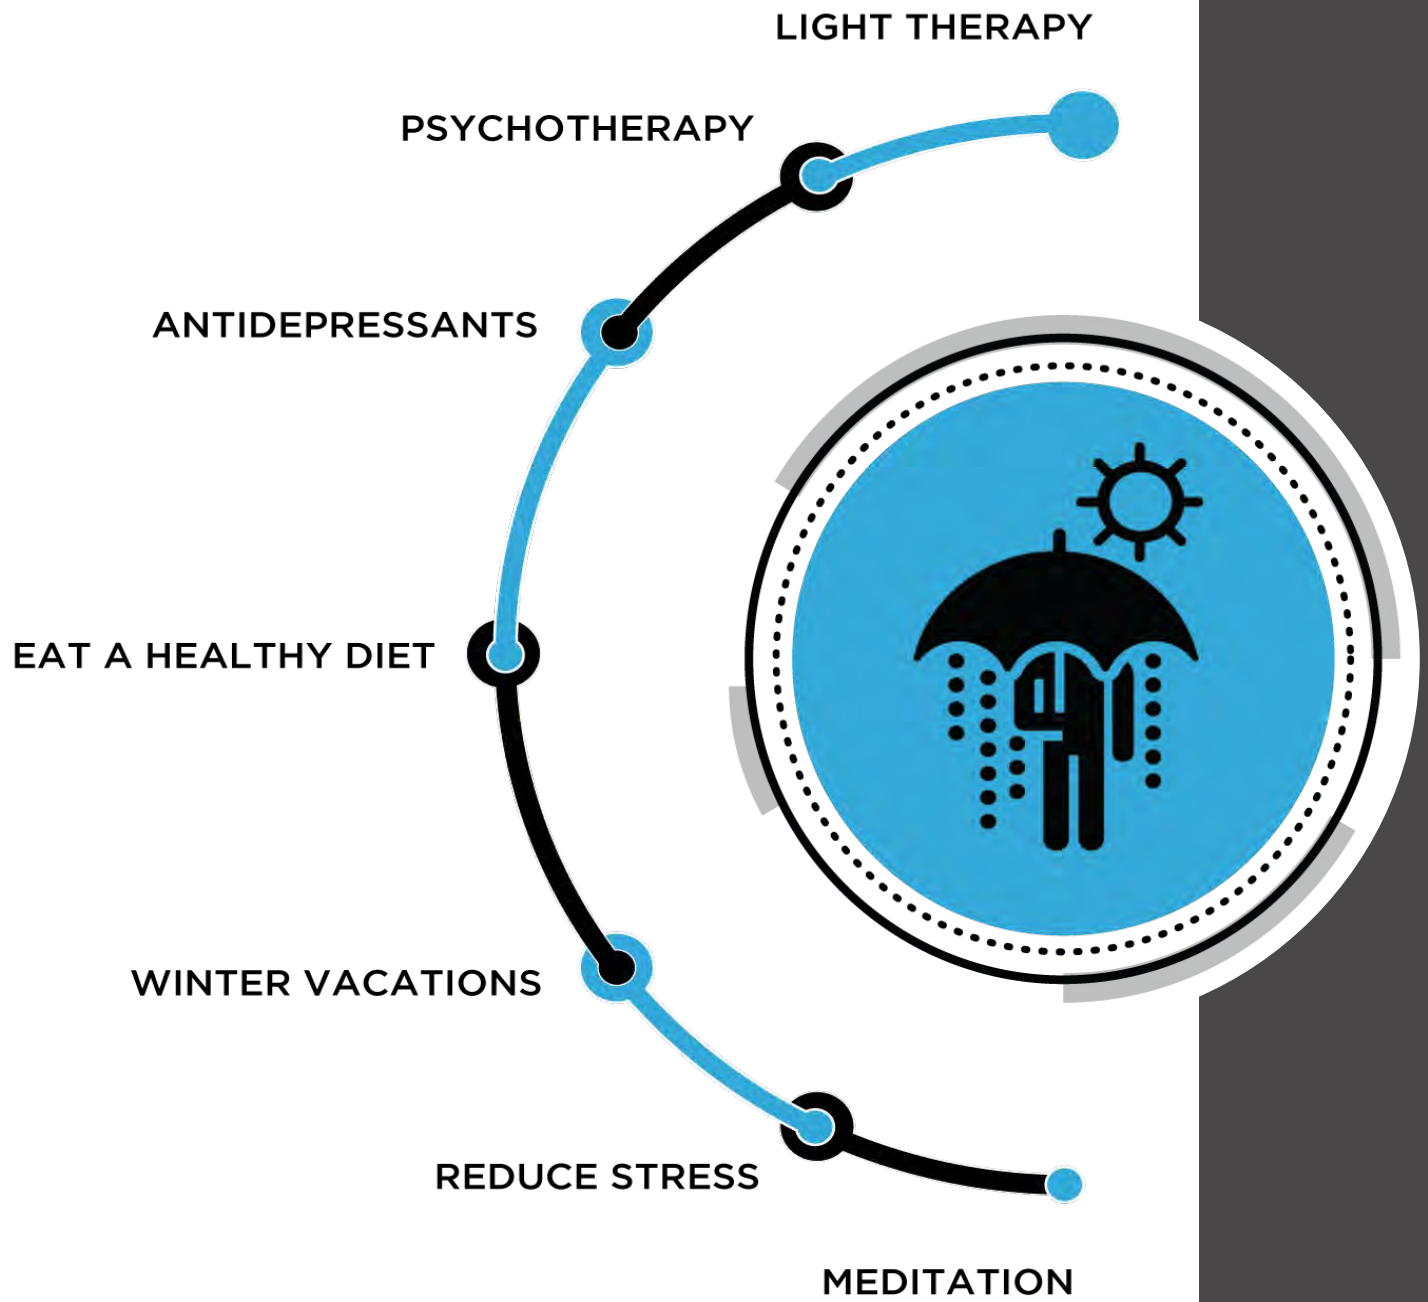 LIGHT THERAPY
PSYCHOTHERAPY
ANTIDEPRESSANTS
EAT A HEALTHY DIET
WINTER VACATIONS
REDUCE STRESS
MEDITATION